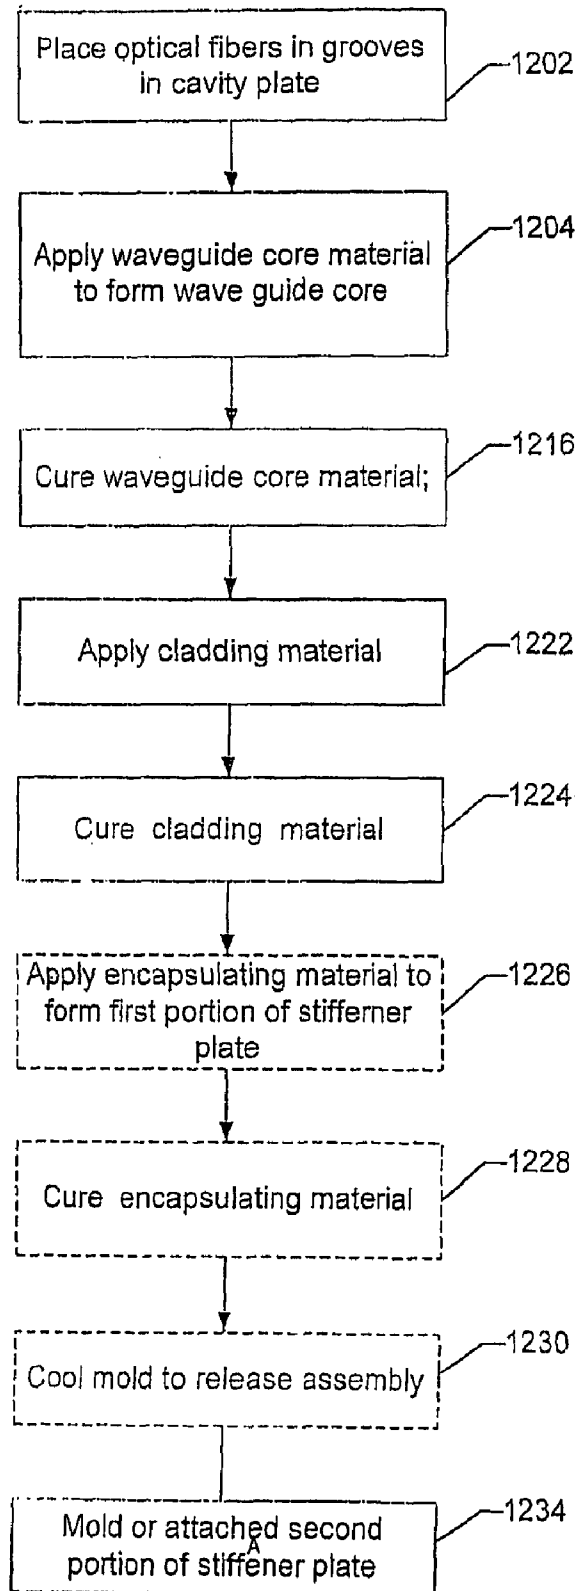 Place optical fibers in grooves
in cavity plate
1202
Apply waveguide core material
to form wave guide core
1204
Cure waveguide core material;
1216
Apply cladding material
1222
Cure cladding material
1224
Apply encapsulating material to
form first portion of stifferner
plate
1226
Cure encapsulating material
1228
Cool mold to release assembly
1230
Mold or attached second
portion of stiffener plate
A
1234